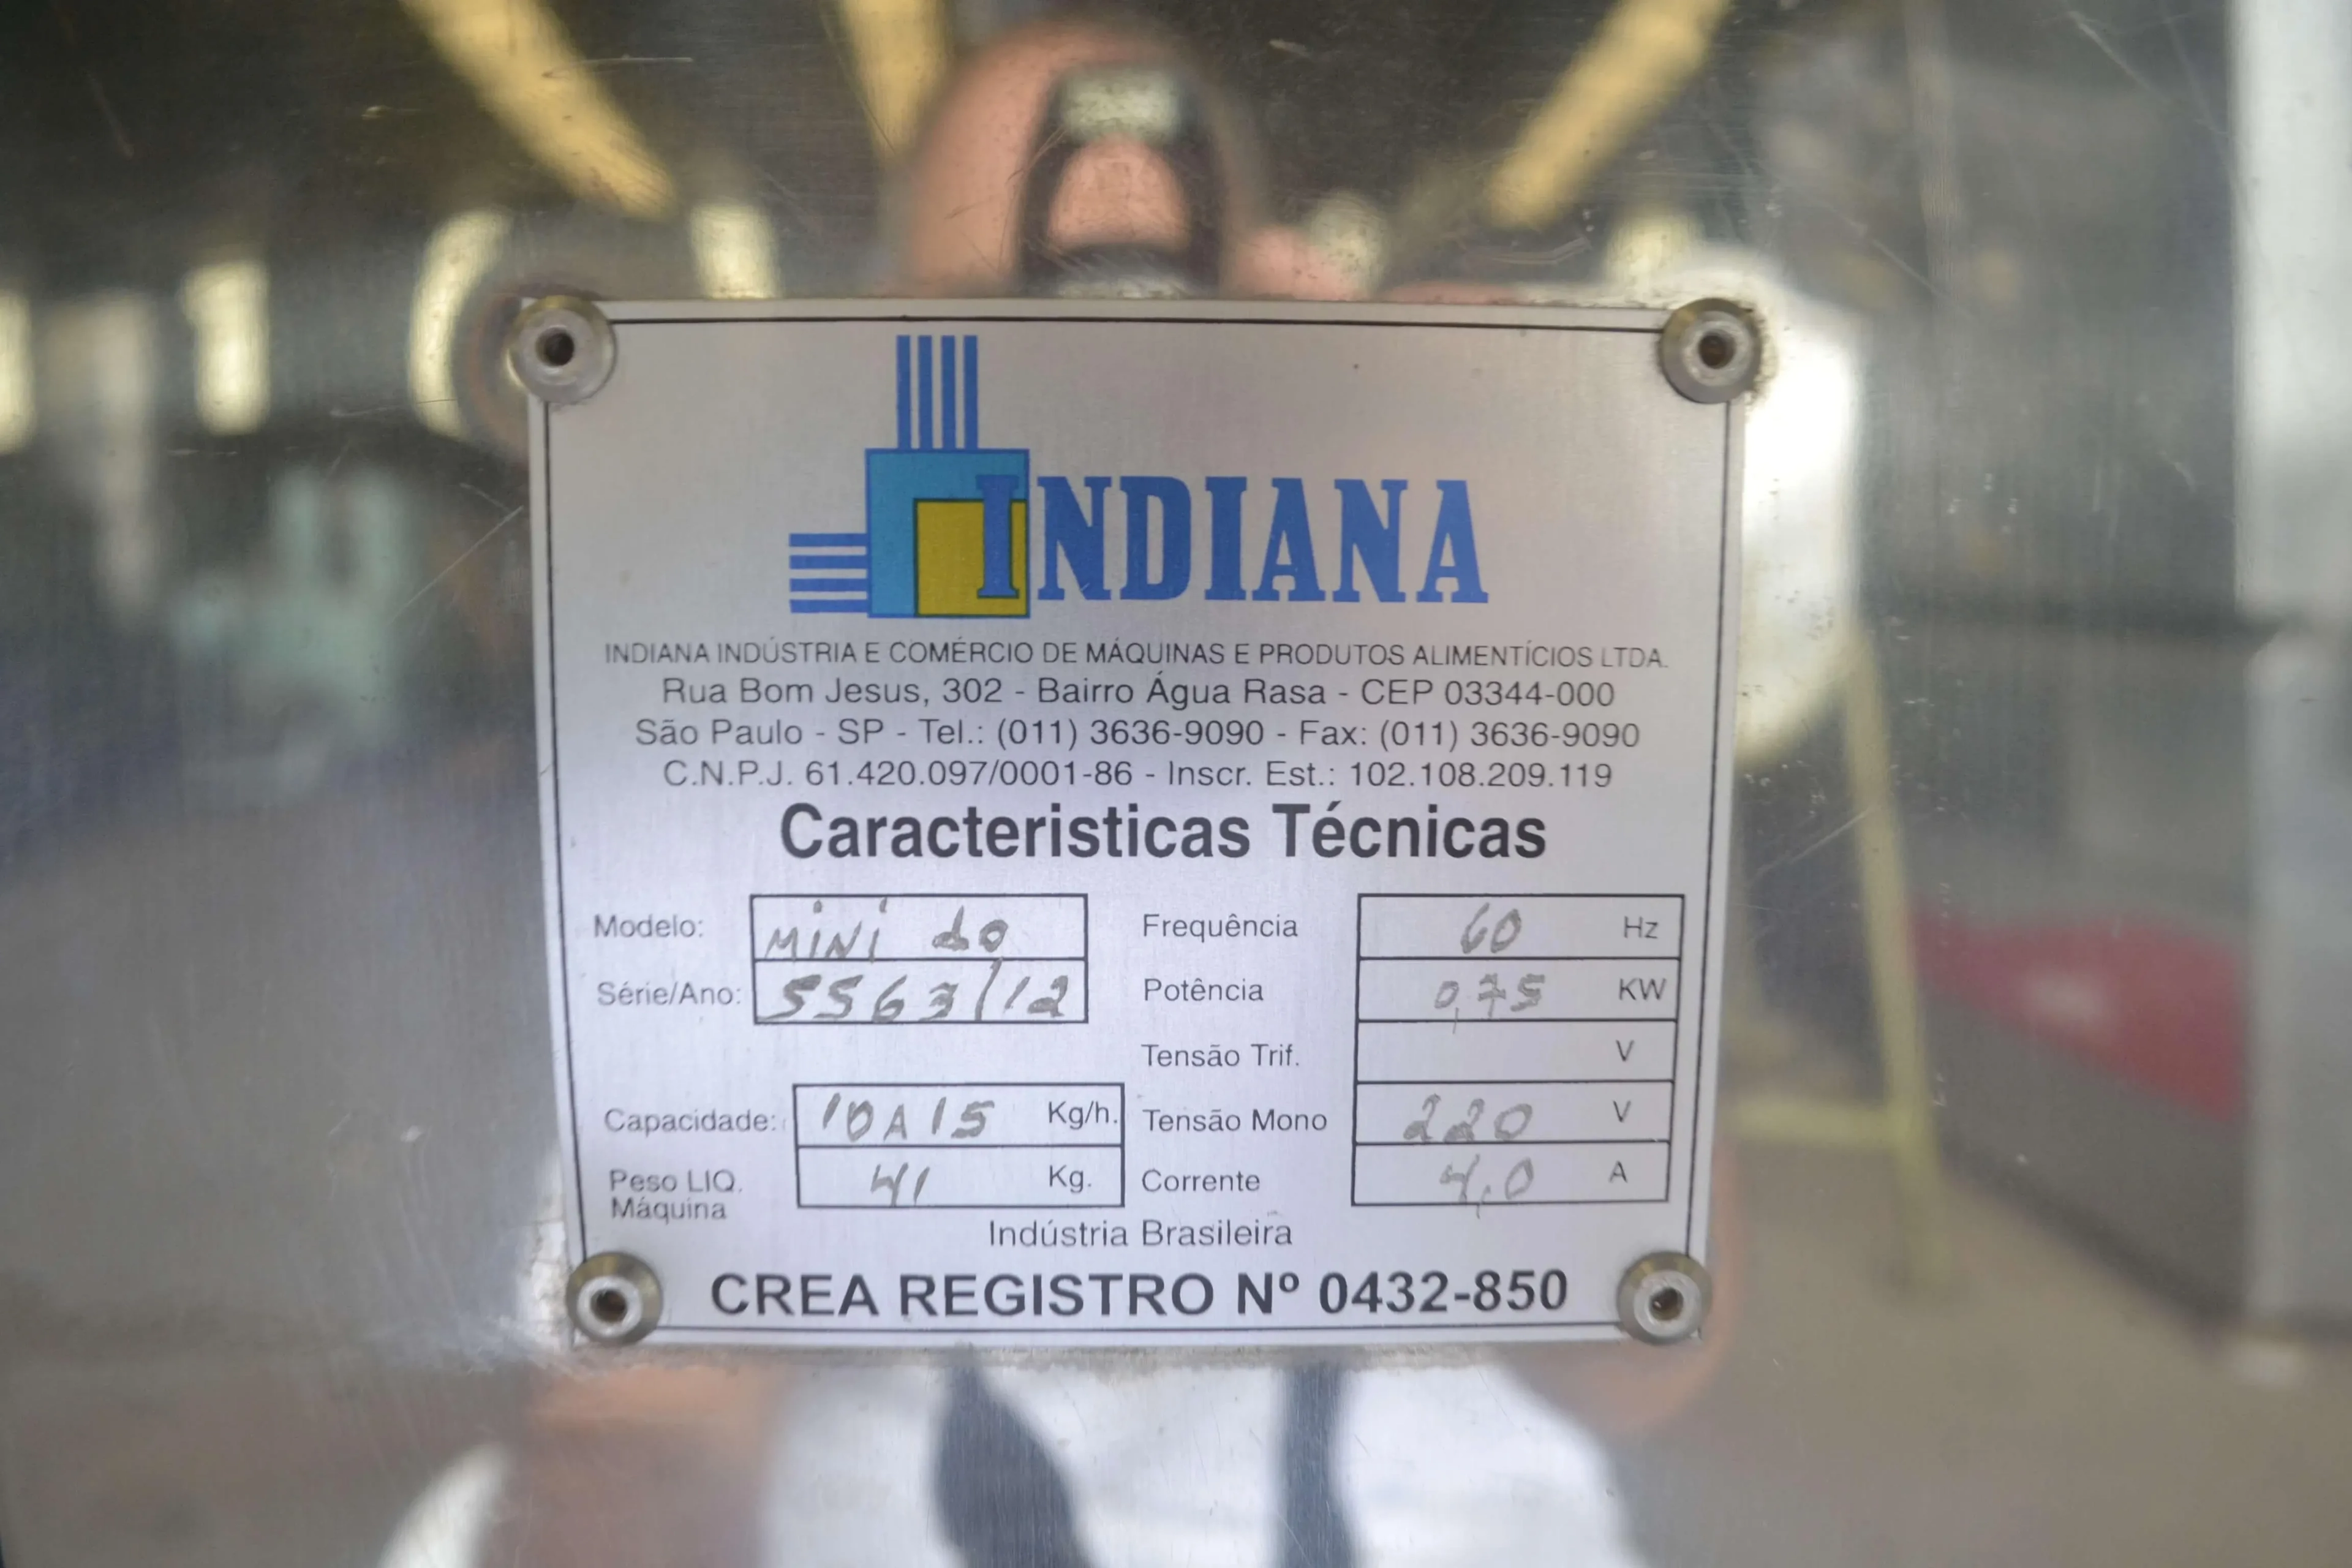 INDIANA
INDIANA INDÚSTRIA E COMÉRCIO DE MÁQUINAS E PRODUTOS ALIMENTÍCIOS LTDA.
Rua Bom Jesus, 302 - Bairro Água Rasa - CEP 03344-000
São Paulo - SP - Tel.: (011) 3636-9090 - Fax: (011) 3636-9090
C.N.P.J. 61.420.097/0001-86 - Inscr. Est.: 102.108.209.119
Caracteristicas Técnicas
Modelo: MINI Frequência 60 Hz
Série/Ano: 5563/12 Potência 0,75 KW
Tensão Trif. V
Capacidade: 10 A 15 Kg/h. Tensão Mono 220 V
Peso LIQ. Máquina 41 Kg. Corrente 4,0 A
Indústria Brasileira
CREA REGISTRO Nº 0432-850